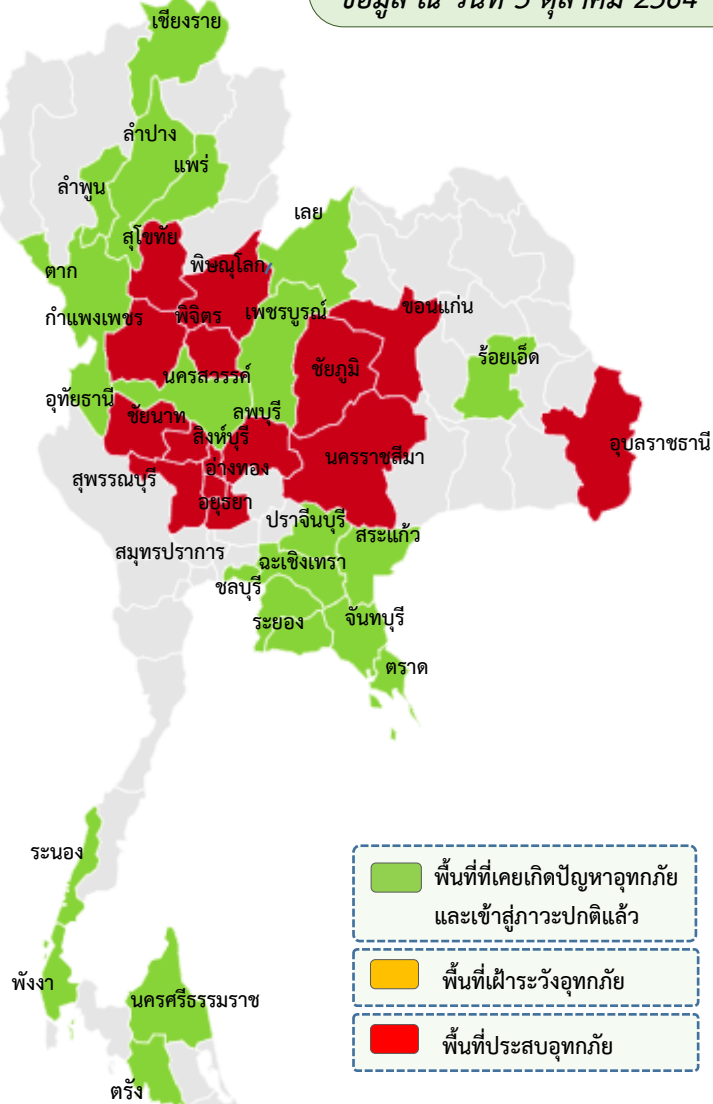 ข้อมูล ณ วันที่ 5 ตุลาคม 2564
เชียงราย
ลำปาง
แพร่
ลำพูน
เลย
สุโขทัย
พิษณุโลก
ตาก
กำแพงเพชร
พิจิตร
เพชรบูรณ์
ขอนแก่น
ร้อยเอ็ด
นครสวรรค์
ชัยภูมิ
อุทัยธานี
ชัยนาท
ลพบุรี
สิงห์บุรี
อุบลราชธานี
อ่างทอง
นครราชสีมา
สุพรรณบุรี
อยุธยา
ปราจีนบุรี
สระแก้ว
สมุทรปราการ
ฉะเชิงเทรา
ชลบุรี
ระยอง
จันทบุรี
ตราด
ระนอง
พังงา
นครศรีธรรมราช
ตรัง
พื้นที่ที่เคยเกิดปัญหาอุทกภัย
และเข้าสู่ภาวะปกติแล้ว
พื้นที่เฝ้าระวังอุทกภัย
พื้นที่ประสบอุทกภัย